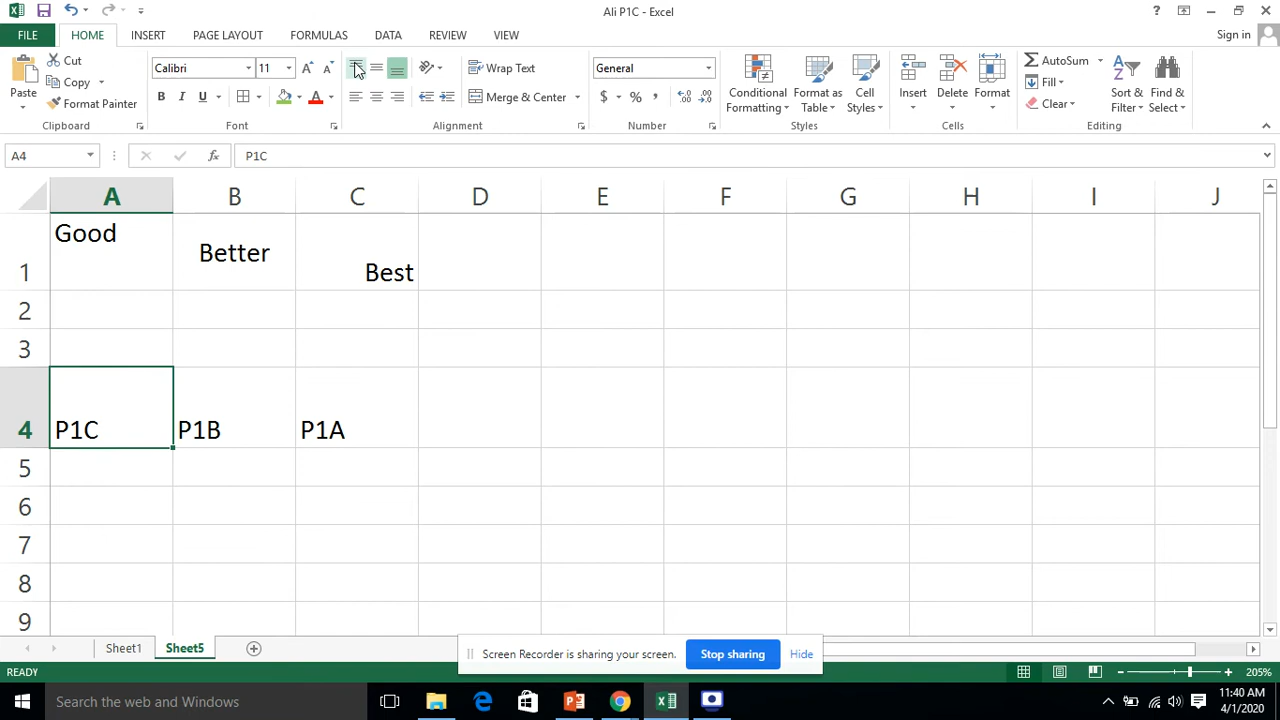 Ali P1C - Excel
?
FILE HOME INSERT PAGE LAYOUT FORMULAS DATA REVIEW VIEW Sign in
Paste Cut Copy Format Painter
Calibri 11
B I U A
Wrap Text
Merge & Center
General
$ % ,
Conditional Formatting
Format as Table
Cell Styles
Insert Delete Format
AutoSum
Fill
Clear
Sort & Filter
Find & Select
Clipboard Font Alignment Number Styles Cells Editing
A4 fx P1C
A B C D E F G H I J
1 Good Better Best
2
3
4 P1C P1B P1A
5
6
7
8
9
Sheet1 Sheet5
Screen Recorder is sharing your screen. Stop sharing Hide
READY 205%
Search the web and Windows
11:40 AM
4/1/2020